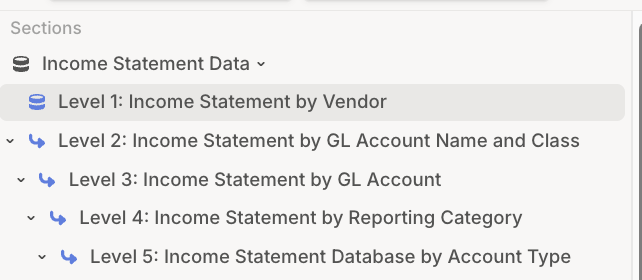 Sections
Income Statement Data
Level 1: Income Statement by Vendor
Level 2: Income Statement by GL Account Name and Class
Level 3: Income Statement by GL Account
Level 4: Income Statement by Reporting Category
Level 5: Income Statement Database by Account Type